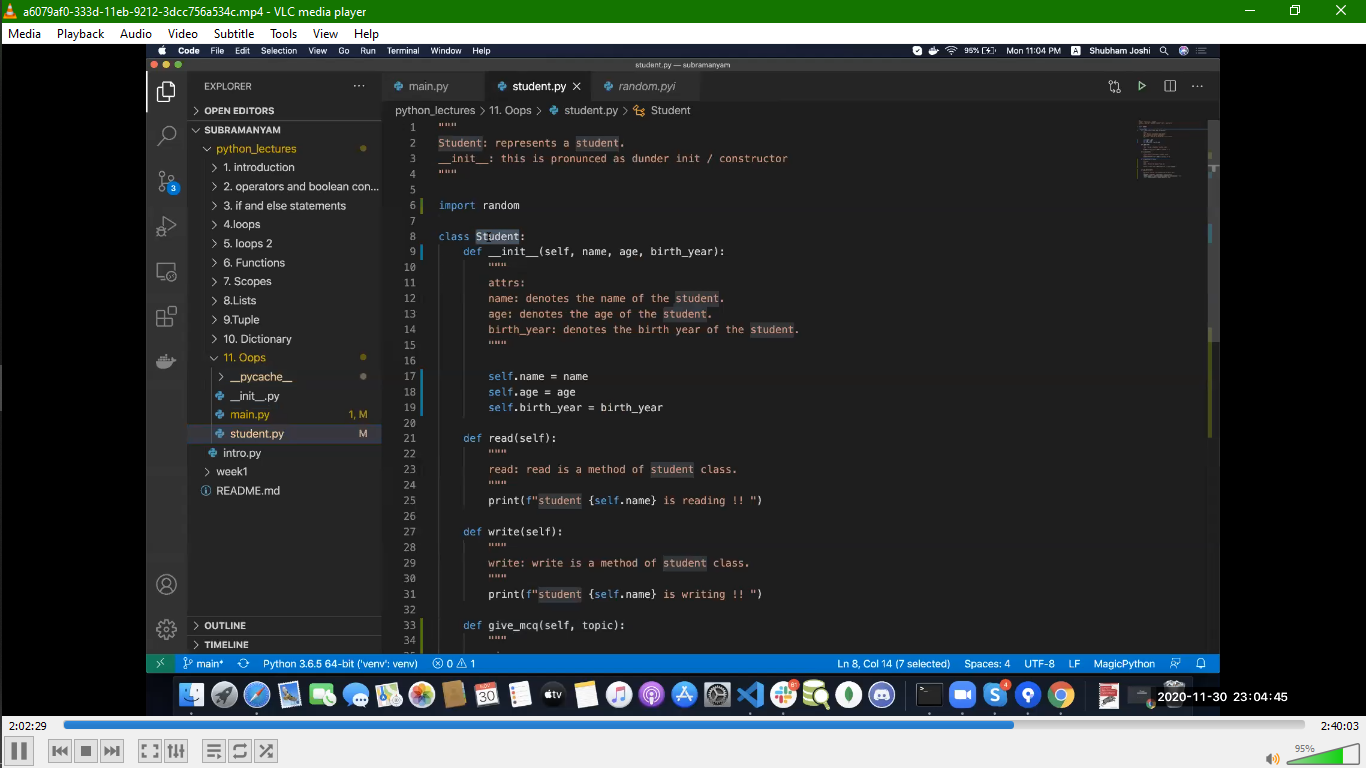 a6079af0-333d-11eb-9212-3dcc756a534c.mp4 - VLC media player
Media Playback Audio Video Subtitle Tools View Help
Code File Edit Selection View Go Run Terminal Window Help 95% Mon 11:04 PM A Shubham Joshi
student.py — subramanyam
EXPLORER ···
main.py student.py × random.pyi
OPEN EDITORS
python_lectures > 11. Oops > student.py > Student
SUBRAMANYAM
python_lectures
1. introduction
2. operators and boolean con...
3. if and else statements
4.loops
5. loops 2
6. Functions
7. Scopes
8.Lists
9.Tuple
10. Dictionary
11. Oops
__pycache__
__init__.py
main.py 1, M
student.py M
intro.py
week1
README.md
OUTLINE
TIMELINE
3
1 """
2 Student: represents a student.
3 __init__: this is pronunced as dunder init / constructor
4 """
5
6 import random
7
8 class Student:
9 def __init__(self, name, age, birth_year):
10 """
11 attrs:
12 name: denotes the name of the student.
13 age: denotes the age of the student.
14 birth_year: denotes the birth year of the student.
15 """
16
17 self.name = name
18 self.age = age
19 self.birth_year = birth_year
20
21 def read(self):
22 """
23 read: read is a method of student class.
24 """
25 print(f"student {self.name} is reading !! ")
26
27 def write(self):
28 """
29 write: write is a method of student class.
30 """
31 print(f"student {self.name} is writing !! ")
32
33 def give_mcq(self, topic):
34 """
main* Python 3.6.5 64-bit ('venv': venv) 0 1 Ln 8, Col 14 (7 selected) Spaces: 4 UTF-8 LF MagicPython
NOV
30
tv
2020-11-30 23:04:45
2:02:29 2:40:03
95%